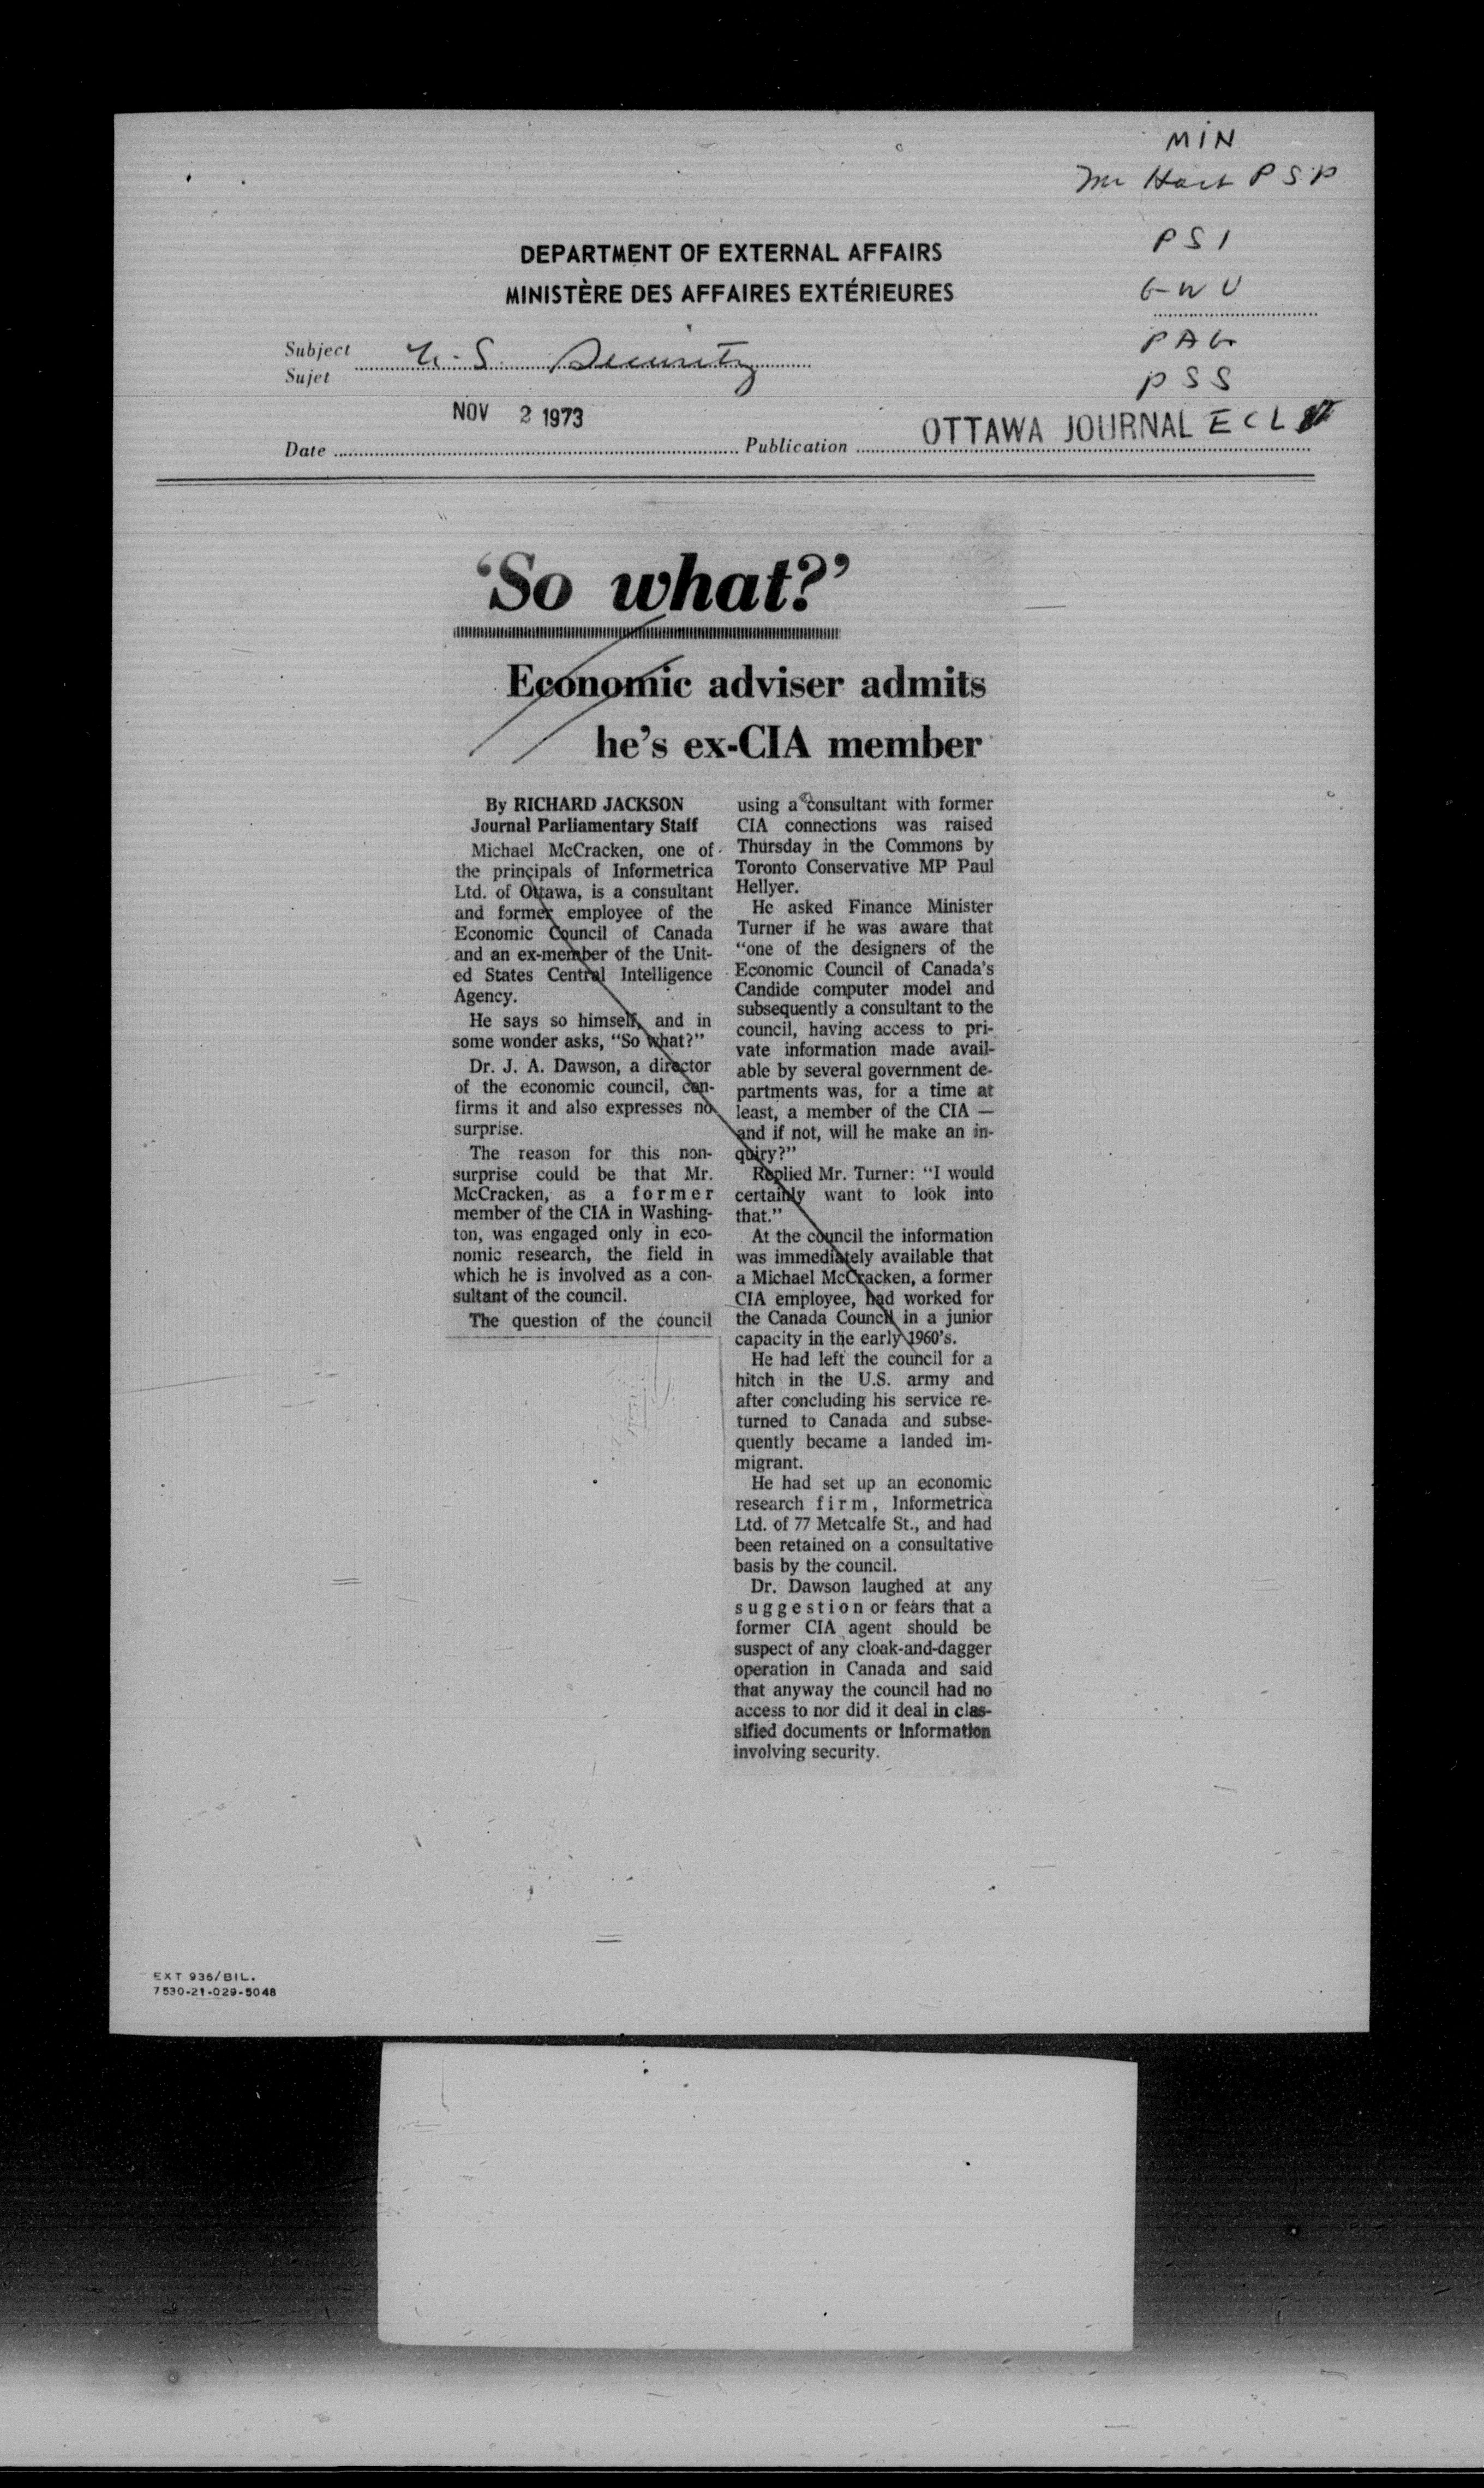 MIN
Mr Hart PSP
PSI
GWU
PAG
PSS
ECL
DEPARTMENT OF EXTERNAL AFFAIRS
MINISTÈRE DES AFFAIRES EXTÉRIEURES
Subject U.S. Security
Sujet
NOV 2 1973
Date
Publication OTTAWA JOURNAL
‘So what?’
Economic adviser admits
he’s ex-CIA member
By RICHARD JACKSON
Journal Parliamentary Staff
Michael McCracken, one of
the principals of Informetrica
Ltd. of Ottawa, is a consultant
and former employee of the
Economic Council of Canada
and an ex-member of the Unit-
ed States Central Intelligence
Agency.
He says so himself, and in
some wonder asks, “So what?”
Dr. J. A. Dawson, a director
of the economic council, con-
firms it and also expresses no
surprise.
The reason for this non-
surprise could be that Mr.
McCracken, as a former
member of the CIA in Washing-
ton, was engaged only in eco-
nomic research, the field in
which he is involved as a con-
sultant of the council.
The question of the council
using a consultant with former
CIA connections was raised
Thursday in the Commons by
Toronto Conservative MP Paul
Hellyer.
He asked Finance Minister
Turner if he was aware that
“one of the designers of the
Economic Council of Canada’s
Candide computer model and
subsequently a consultant to the
council, having access to pri-
vate information made avail-
able by several government de-
partments was, for a time at
least, a member of the CIA —
and if not, will he make an in-
quiry?”
Replied Mr. Turner: “I would
certainly want to look into
that.”
At the council the information
was immediately available that
a Michael McCracken, a former
CIA employee, had worked for
the Canada Council in a junior
capacity in the early 1960’s.
He had left the council for a
hitch in the U.S. army and
after concluding his service re-
turned to Canada and subse-
quently became a landed im-
migrant.
He had set up an economic
research firm, Informetrica
Ltd. of 77 Metcalfe St., and had
been retained on a consultative
basis by the council.
Dr. Dawson laughed at any
suggestion or fears that a
former CIA agent should be
suspect of any cloak-and-dagger
operation in Canada and said
that anyway the council had no
access to nor did it deal in clas-
sified documents or information
involving security.
EXT 936/BIL.
7530-21-029-5048